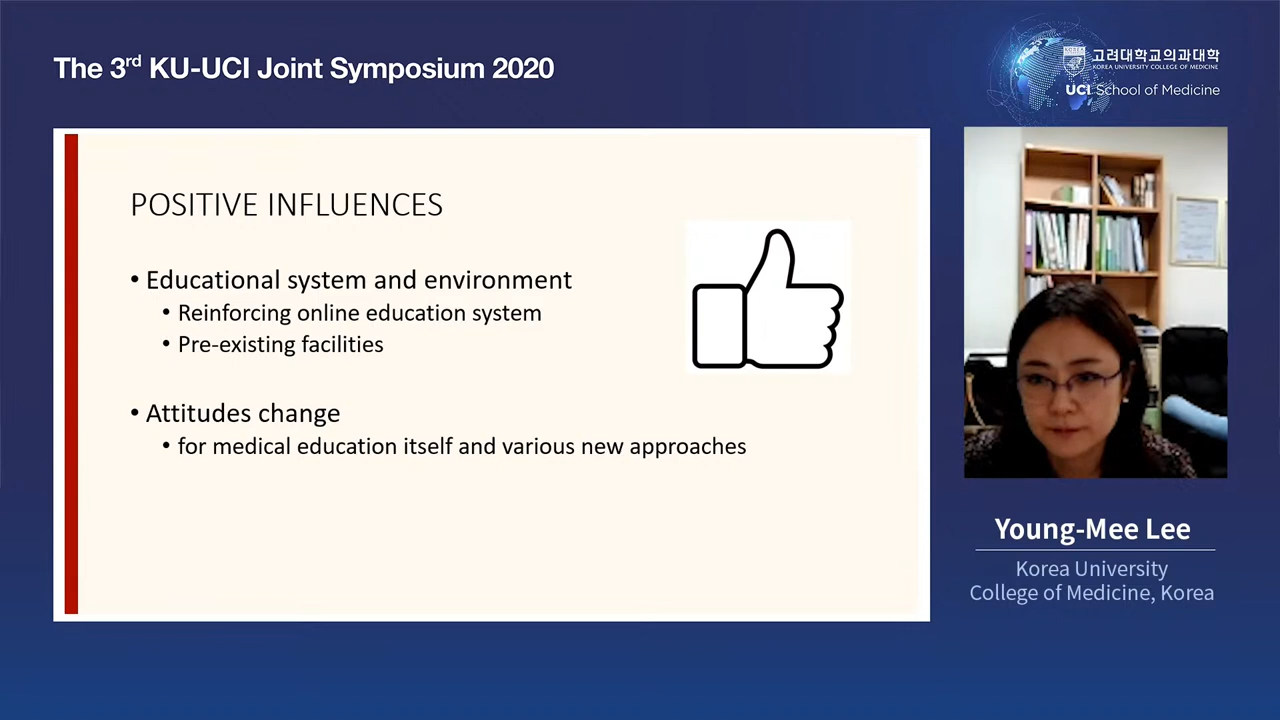 The 3rd KU-UCI Joint Symposium 2020
KOREA
고려대학교의과대학
KOREA UNIVERSITY COLLEGE OF MEDICINE
UCI School of Medicine
POSITIVE INFLUENCES
• Educational system and environment
• Reinforcing online education system
• Pre-existing facilities
• Attitudes change
• for medical education itself and various new approaches
Young-Mee Lee
Korea University
College of Medicine, Korea